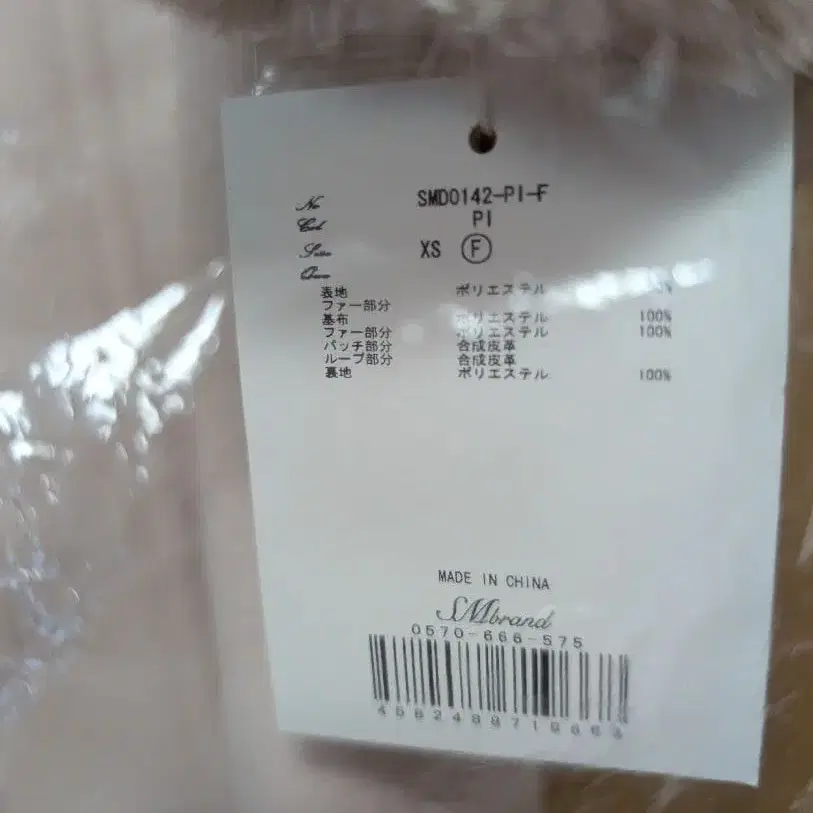 No SMD0142-PI-F
Col PI
Size XS Ⓕ
表地 ポリエステル
ファー部分
基布 ポリエステル 100%
ファー部分 ポリエステル 100%
パッチ部分 合成皮革
ループ部分 合成皮革
裏地 ポリエステル 100%
MADE IN CHINA
SMbrand
0570-666-575